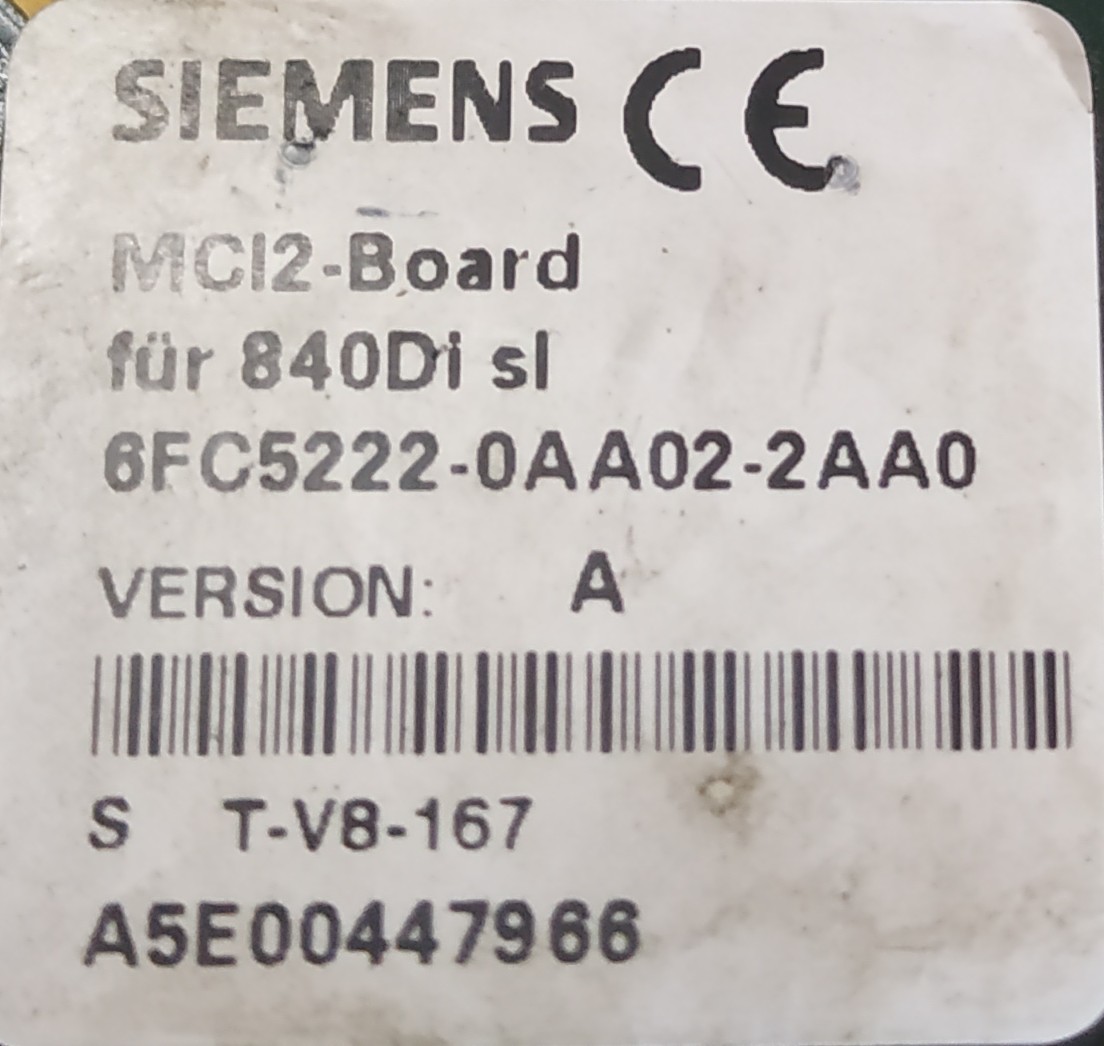 SIEMENS CE
MCI2-Board
für 840Di sl
6FC5222-0AA02-2AA0
VERSION: A
S T-V8-167
A5E00447966